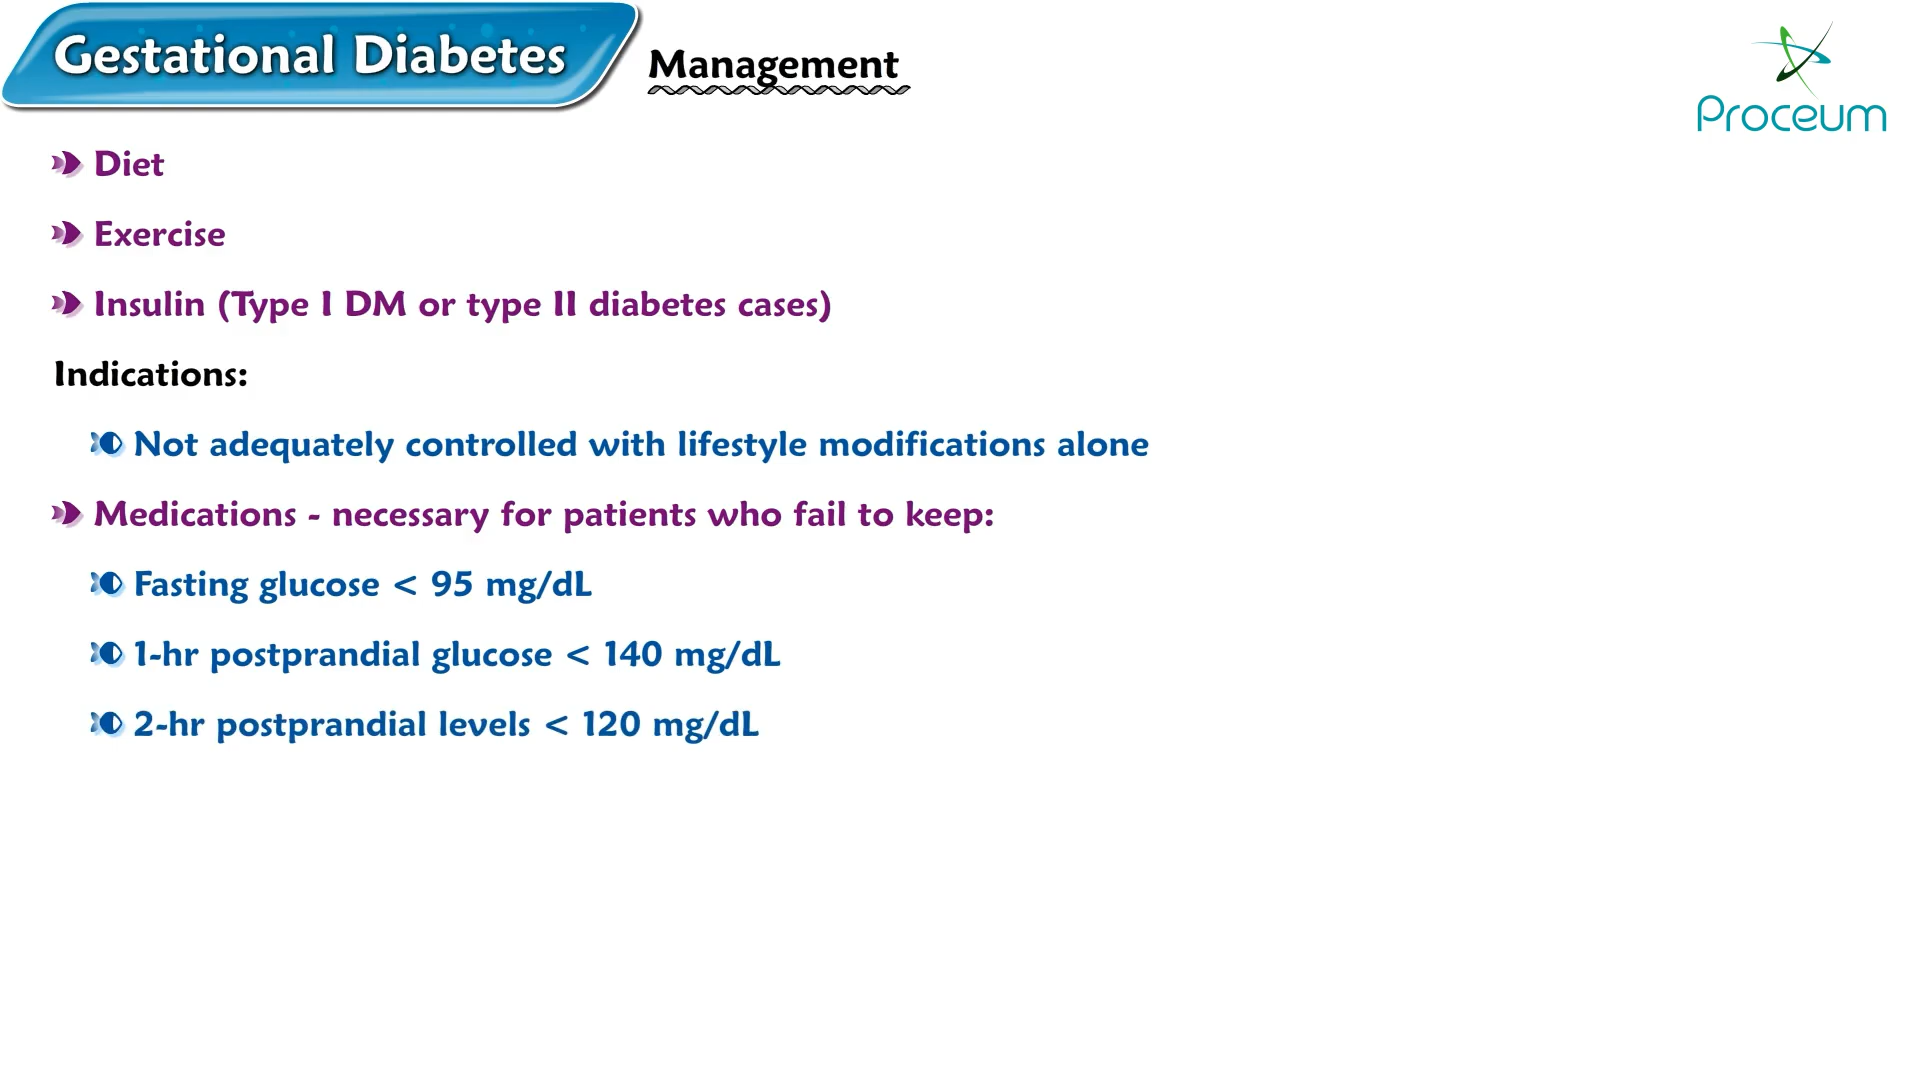 Gestational Diabetes
Management
Proceum
Diet
Exercise
Insulin (Type I DM or type II diabetes cases)
Indications:
Not adequately controlled with lifestyle modifications alone
Medications - necessary for patients who fail to keep:
Fasting glucose < 95 mg/dL
1-hr postprandial glucose < 140 mg/dL
2-hr postprandial levels < 120 mg/dL